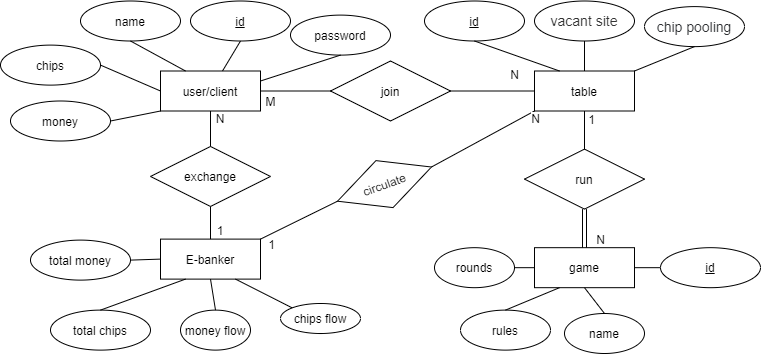 name
id
id
vacant site
chip pooling
password
chips
user/client
N
table
join
M
money
N
N
1
exchange
circulate
run
1
1
N
total money
E-banker
rounds
game
id
total chips
money flow
chips flow
rules
name